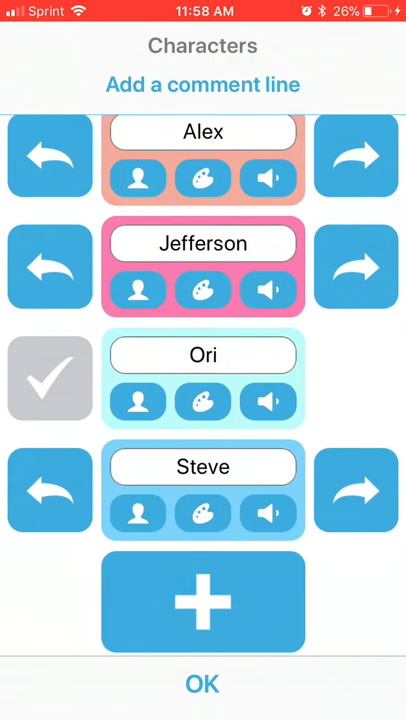 Sprint 11:58 AM 26%
Characters
Add a comment line
Alex
Jefferson
Ori
Steve
OK